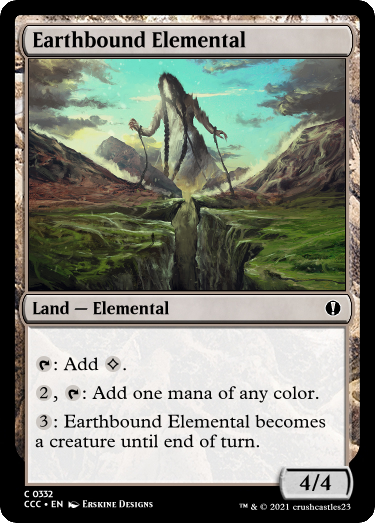 Earthbound Elemental
Land — Elemental
: Add .
2, : Add one mana of any color.
3: Earthbound Elemental becomes
a creature until end of turn.
4/4
C 0332
CCC • EN Erskine Designs
™ & © 2021 crushcastles23